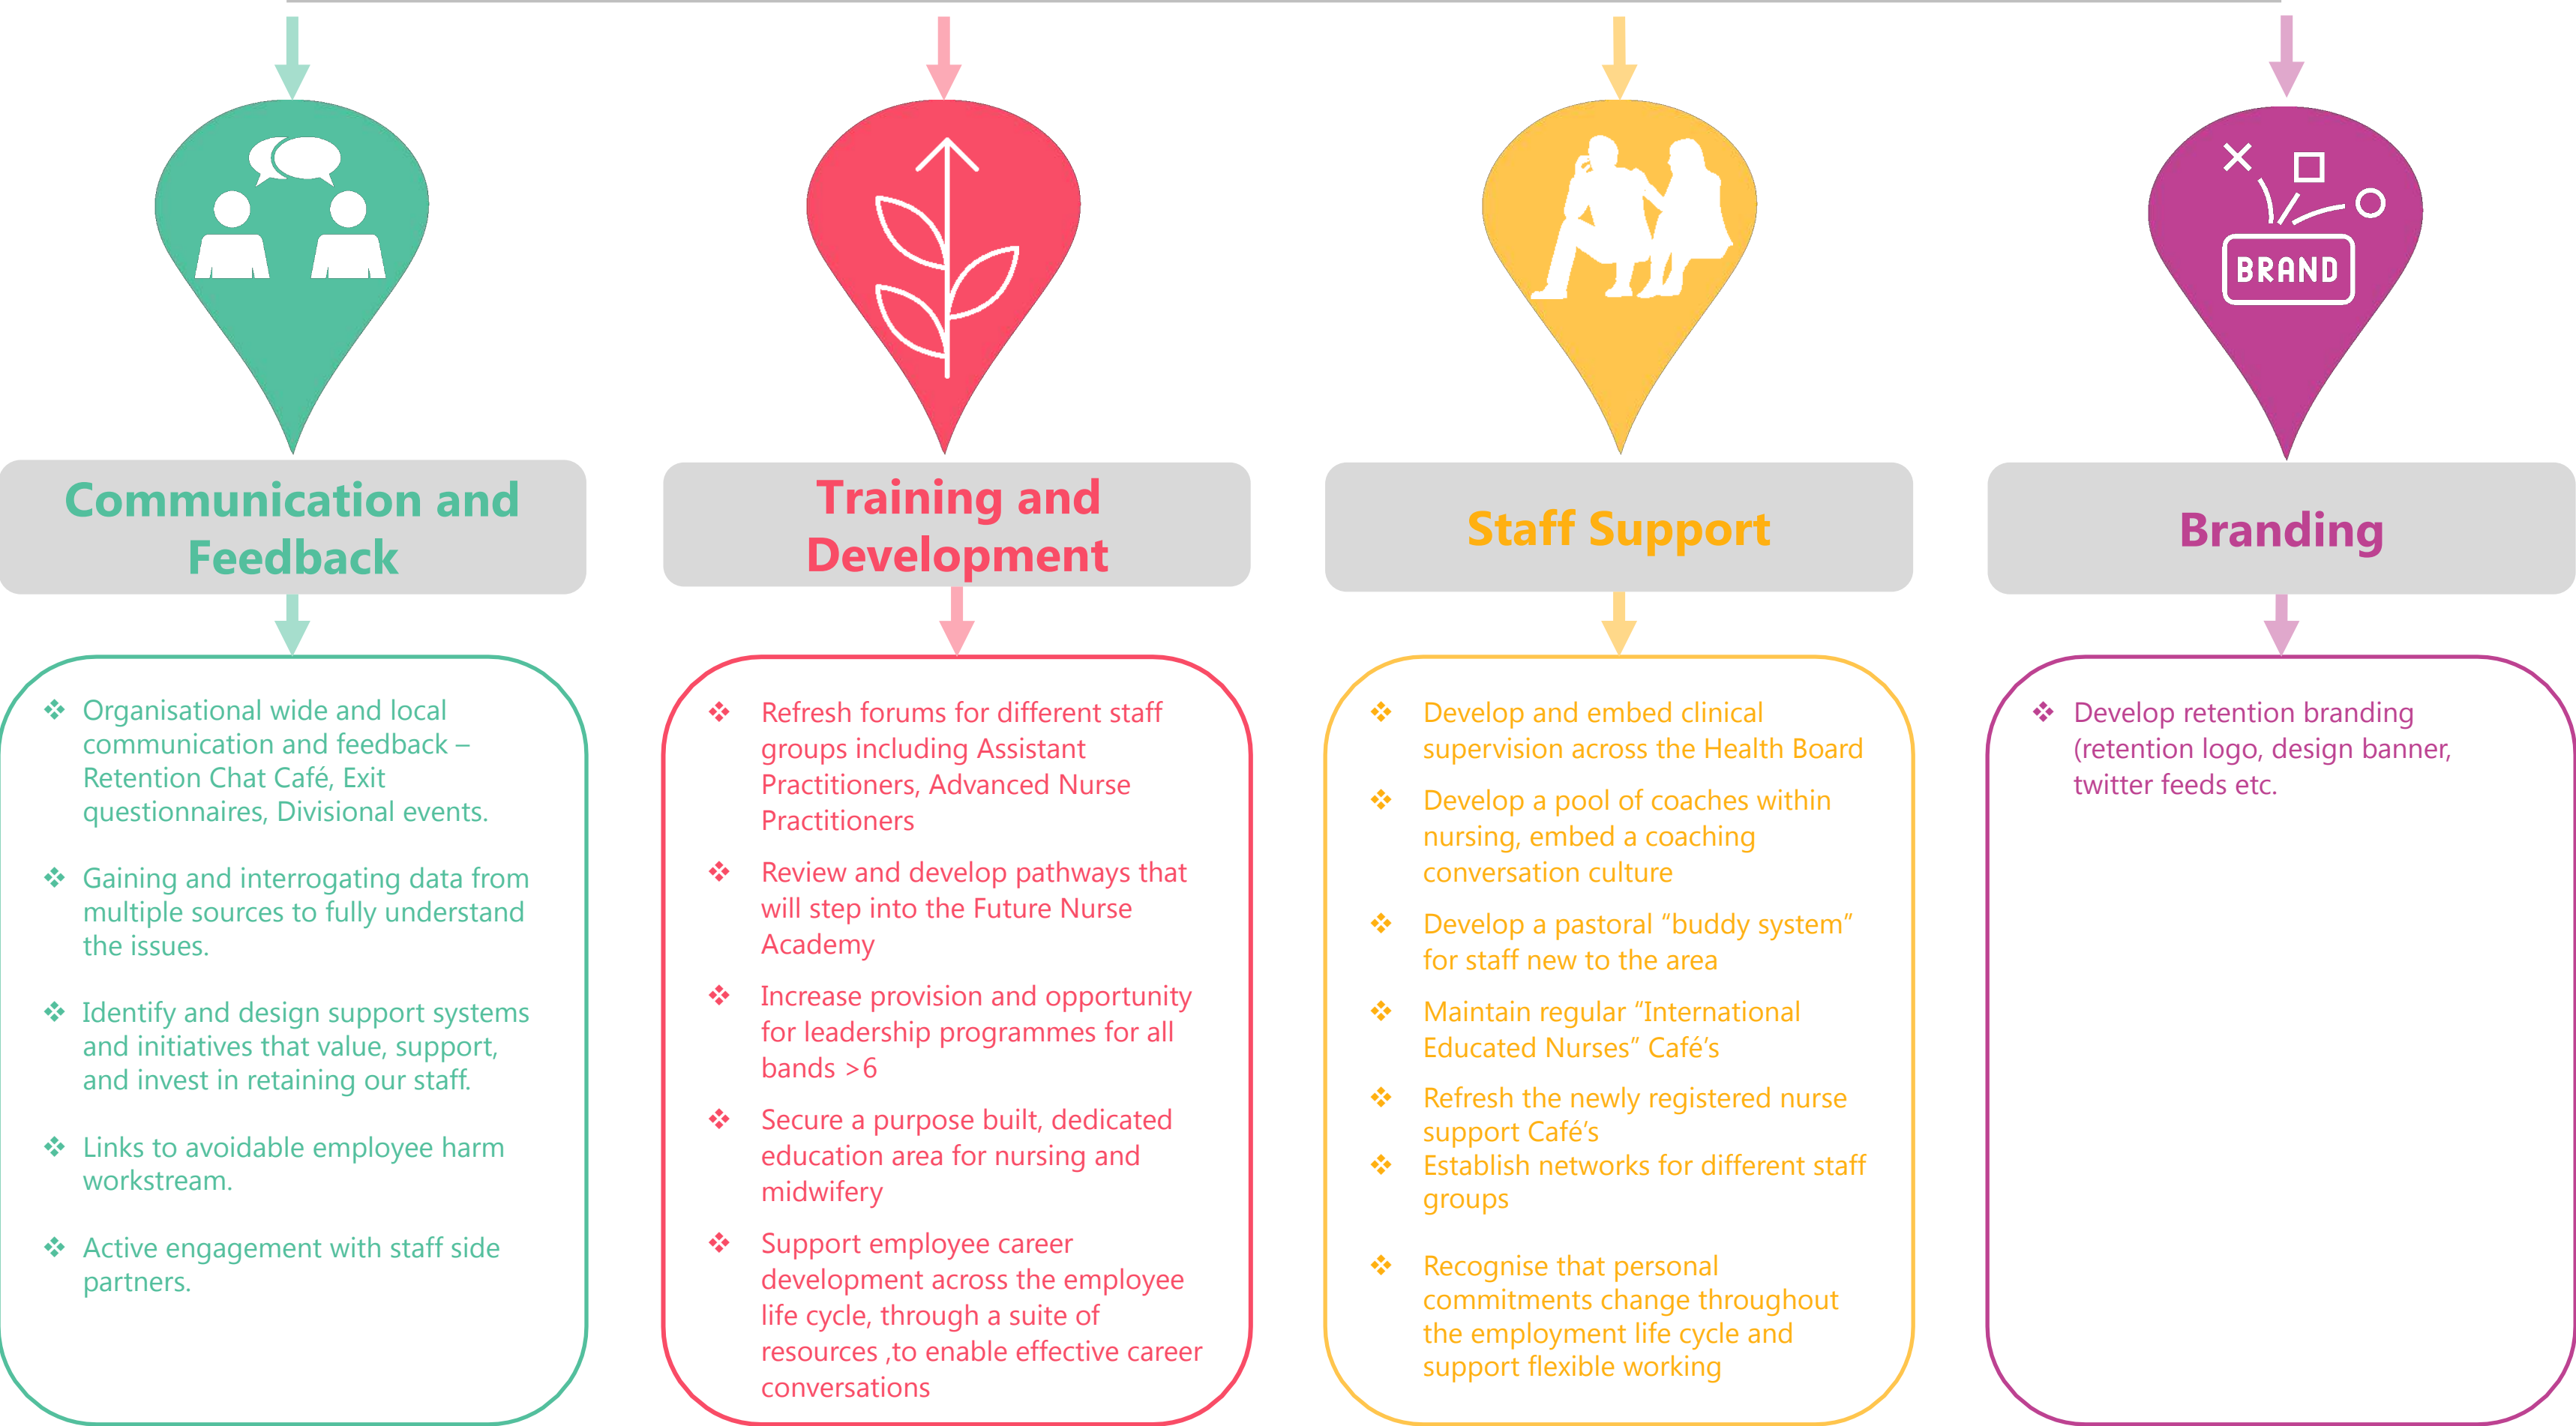 BRAND
Communication and
Feedback
❖ Organisational wide and local
communication and feedback –
Retention Chat Café, Exit
questionnaires, Divisional events.
❖ Gaining and interrogating data from
multiple sources to fully understand
the issues.
❖ Identify and design support systems
and initiatives that value, support,
and invest in retaining our staff.
❖ Links to avoidable employee harm
workstream.
❖ Active engagement with staff side
partners.
Training and
Development
❖ Refresh forums for different staff
groups including Assistant
Practitioners, Advanced Nurse
Practitioners
❖ Review and develop pathways that
will step into the Future Nurse
Academy
❖ Increase provision and opportunity
for leadership programmes for all
bands >6
❖ Secure a purpose built, dedicated
education area for nursing and
midwifery
❖ Support employee career
development across the employee
life cycle, through a suite of
resources ,to enable effective career
conversations
Staff Support
❖ Develop and embed clinical
supervision across the Health Board
❖ Develop a pool of coaches within
nursing, embed a coaching
conversation culture
❖ Develop a pastoral “buddy system”
for staff new to the area
❖ Maintain regular “International
Educated Nurses” Café’s
❖ Refresh the newly registered nurse
support Café’s
❖ Establish networks for different staff
groups
❖ Recognise that personal
commitments change throughout
the employment life cycle and
support flexible working
Branding
❖ Develop retention branding
(retention logo, design banner,
twitter feeds etc.